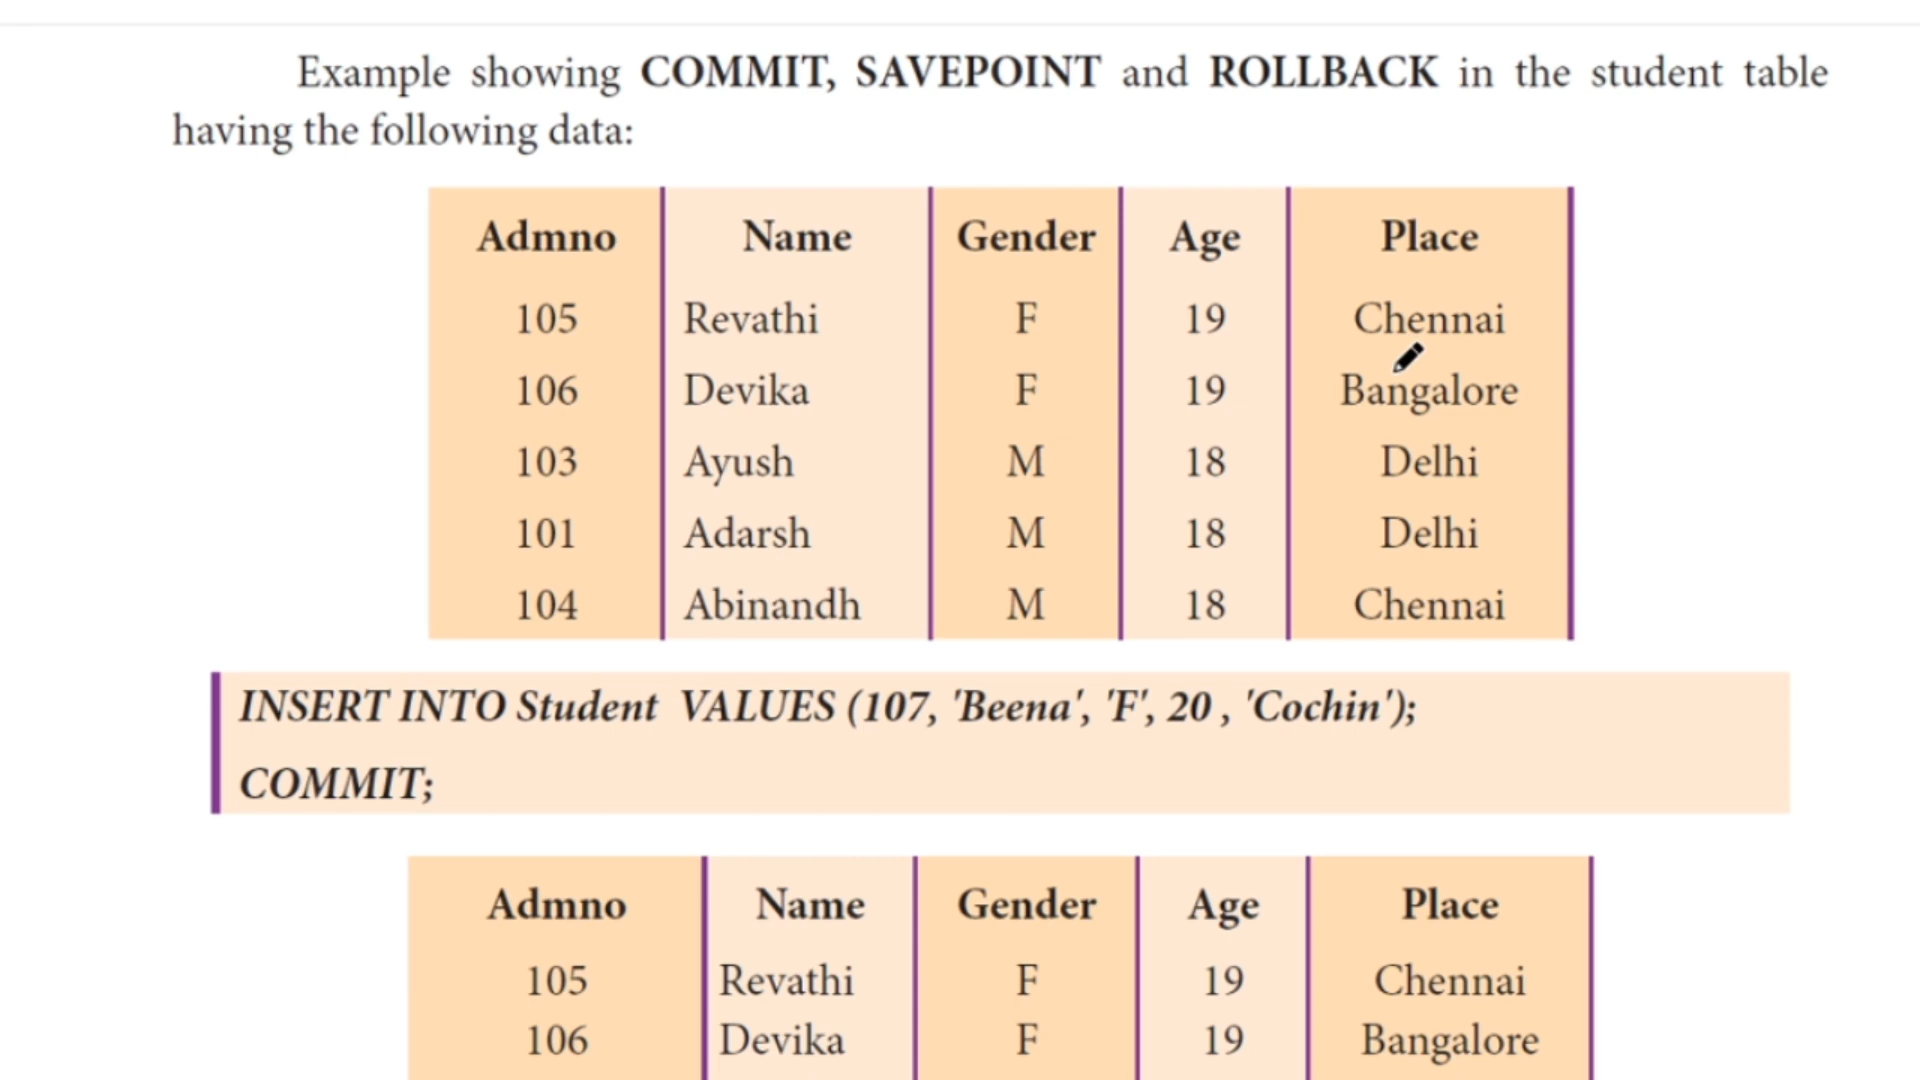 Example showing COMMIT, SAVEPOINT and ROLLBACK in the student table
having the following data:
Admno Name Gender Age Place
105 Revathi F 19 Chennai
106 Devika F 19 Bangalore
103 Ayush M 18 Delhi
101 Adarsh M 18 Delhi
104 Abinandh M 18 Chennai
INSERT INTO Student VALUES (107, 'Beena', 'F', 20 , 'Cochin');
COMMIT;
Admno Name Gender Age Place
105 Revathi F 19 Chennai
106 Devika F 19 Bangalore